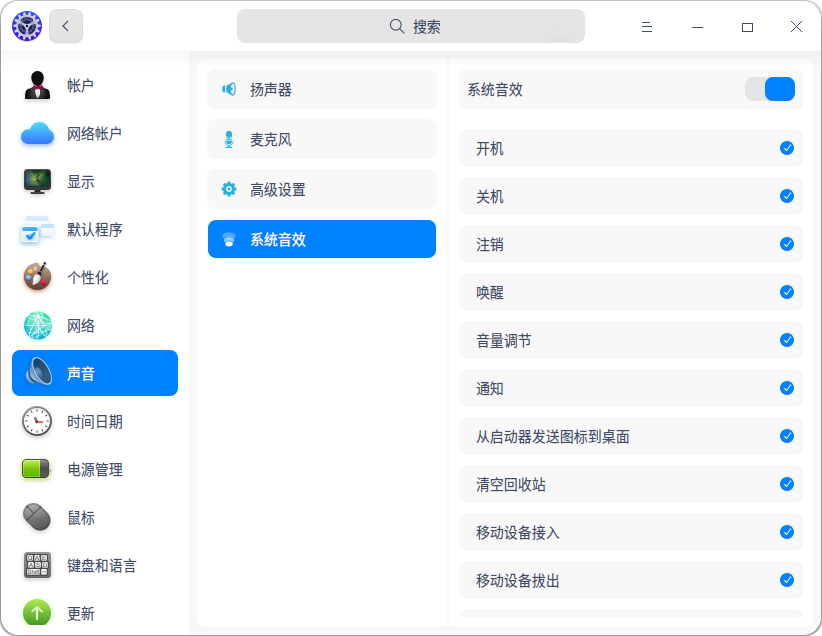 搜索
帐户
网络帐户
显示
默认程序
个性化
网络
声音
时间日期
电源管理
鼠标
键盘和语言
更新
扬声器
麦克风
高级设置
系统音效
系统音效
开机
关机
注销
唤醒
音量调节
通知
从启动器发送图标到桌面
清空回收站
移动设备接入
移动设备拔出